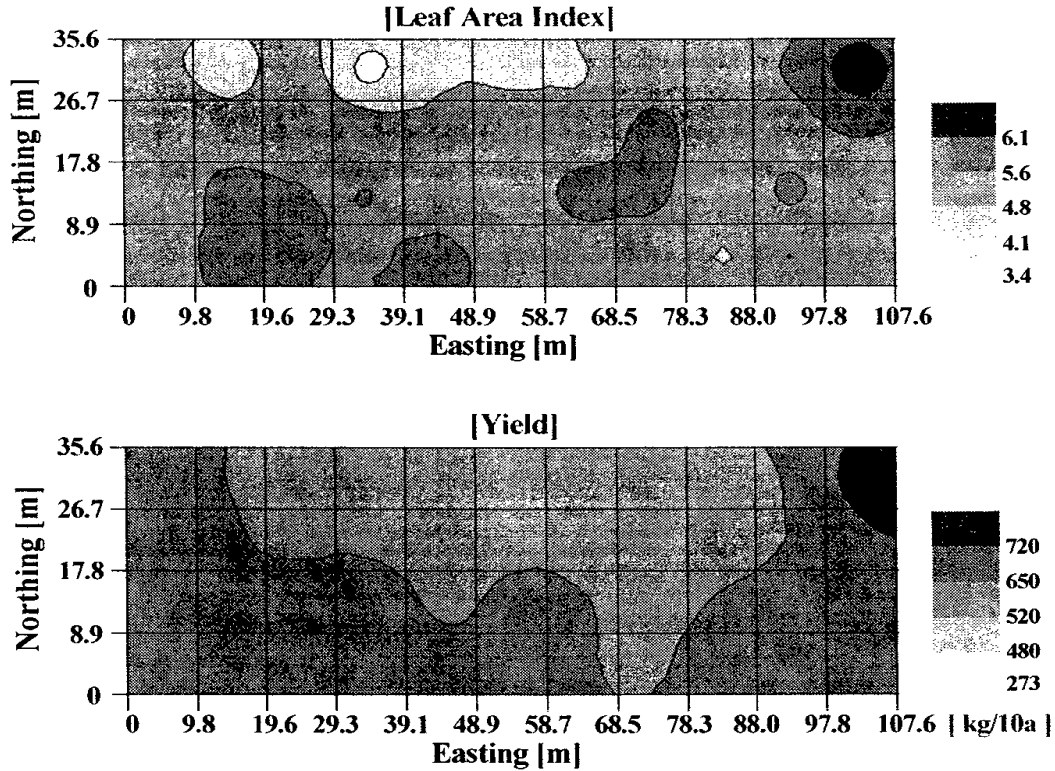 [Leaf Area Index]
35.6
26.7
17.8
8.9
0
Northing [m]
0 9.8 19.6 29.3 39.1 48.9 58.7 68.5 78.3 88.0 97.8 107.6
Easting [m]
6.1
5.6
4.8
4.1
3.4
[Yield]
35.6
26.7
17.8
8.9
0
Northing [m]
0 9.8 19.6 29.3 39.1 48.9 58.7 68.5 78.3 88.0 97.8 107.6 [ kg/10a ]
Easting [m]
720
650
520
480
273